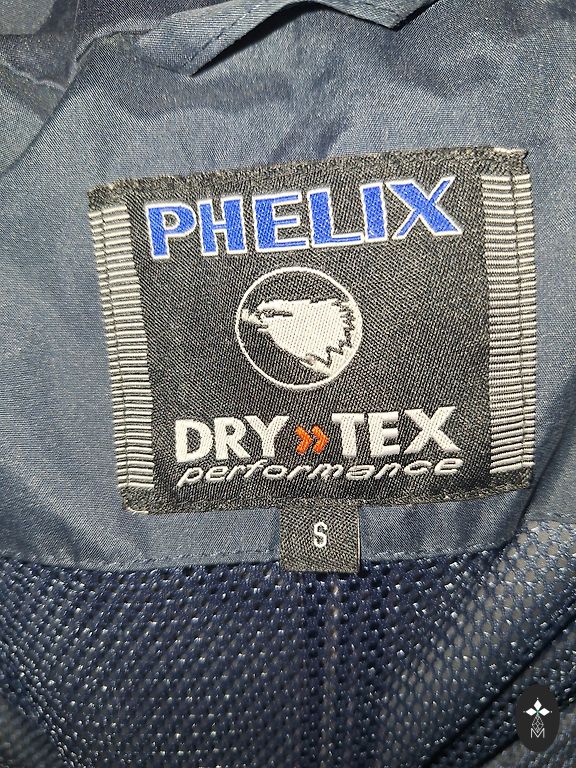 PHELIX
DRY TEX
performance
S
M